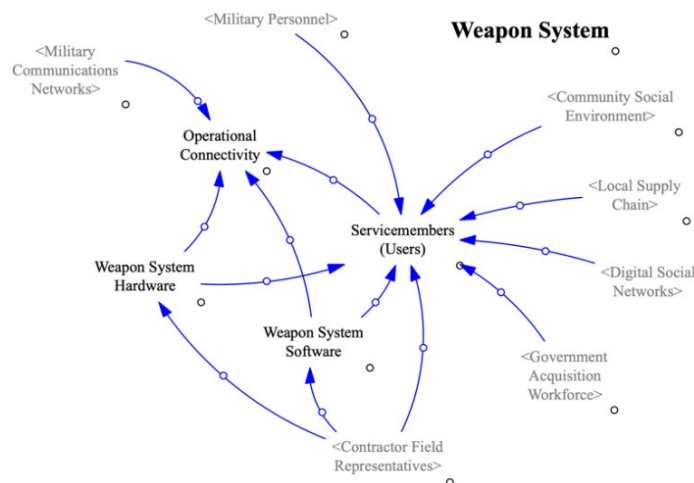 <Military Personnel>
Weapon System
<Military
Communications
Networks>
<Community Social
Environment>
Operational
Connectivity
<Local Supply
Chain>
Servicemembers
(Users)
Weapon System
Hardware
<Digital Social
Networks>
Weapon System
Software
<Government
Acquisition
Workforce>
<Contractor Field
Representatives>